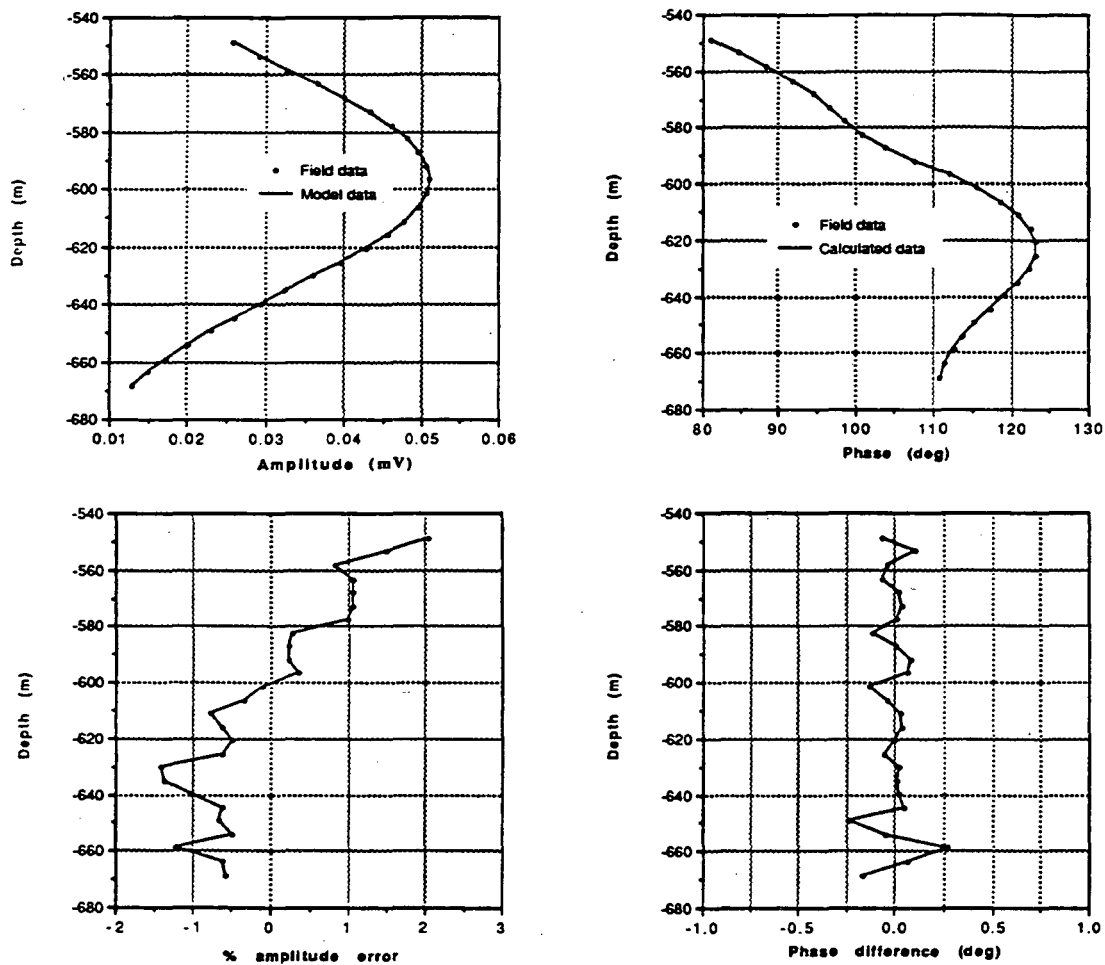 -540
-560
-580
-600
-620
-640
-660
-680
Depth (m)
Field data
Model data
0.01 0.02 0.03 0.04 0.05 0.06
Amplitude (mV)
-540
-560
-580
-600
-620
-640
-660
-680
Depth (m)
Field data
Calculated data
80 90 100 110 120 130
Phase (deg)
-540
-560
-580
-600
-620
-640
-660
-680
Depth (m)
-2 -1 0 1 2 3
% amplitude error
-540
-560
-580
-600
-620
-640
-660
-680
Depth (m)
-1.0 -0.5 0.0 0.5 1.0
Phase difference (deg)